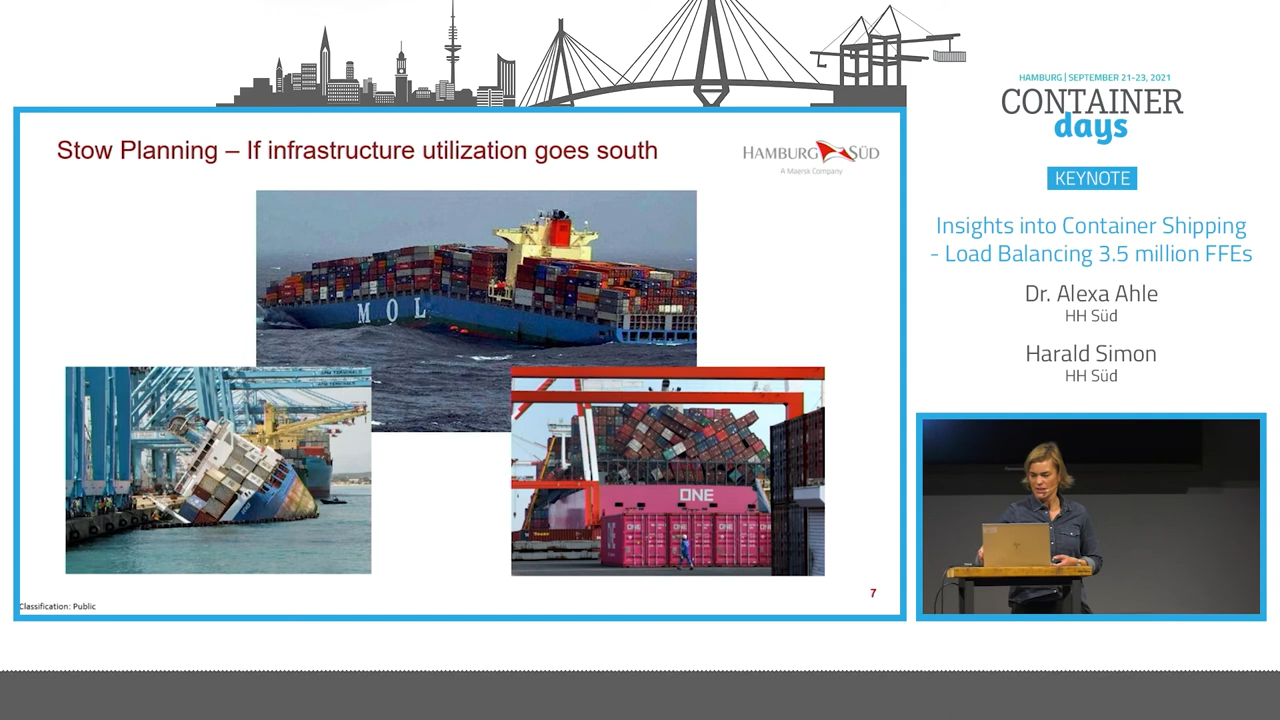 HAMBURG | SEPTEMBER 21-23, 2021
CONTAINER
days
KEYNOTE
Insights into Container Shipping
- Load Balancing 3.5 million FFEs
Dr. Alexa Ahle
HH Süd
Harald Simon
HH Süd
Stow Planning – If infrastructure utilization goes south
HAMBURG SÜD
A Maersk Company
MOL
ONE
7
Classification: Public